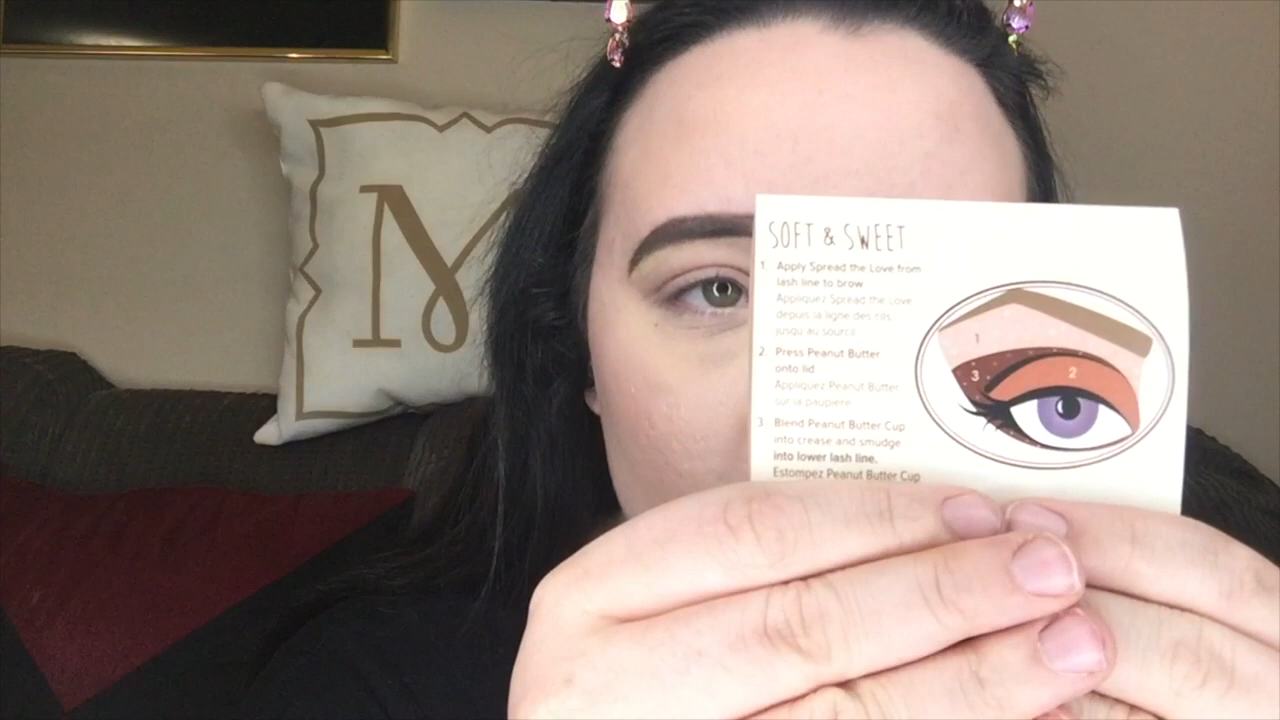 M
SOFT & SWEET
1. Apply Spread the Love from
lash line to brow
Appliquez Spread the Love
depuis la ligne des cils
jusqu'au sourcil
2. Press Peanut Butter
onto lid
Appliquez Peanut Butter
sur la paupière
3. Blend Peanut Butter Cup
into crease and smudge
into lower lash line.
Estompez Peanut Butter Cup
1
2
3